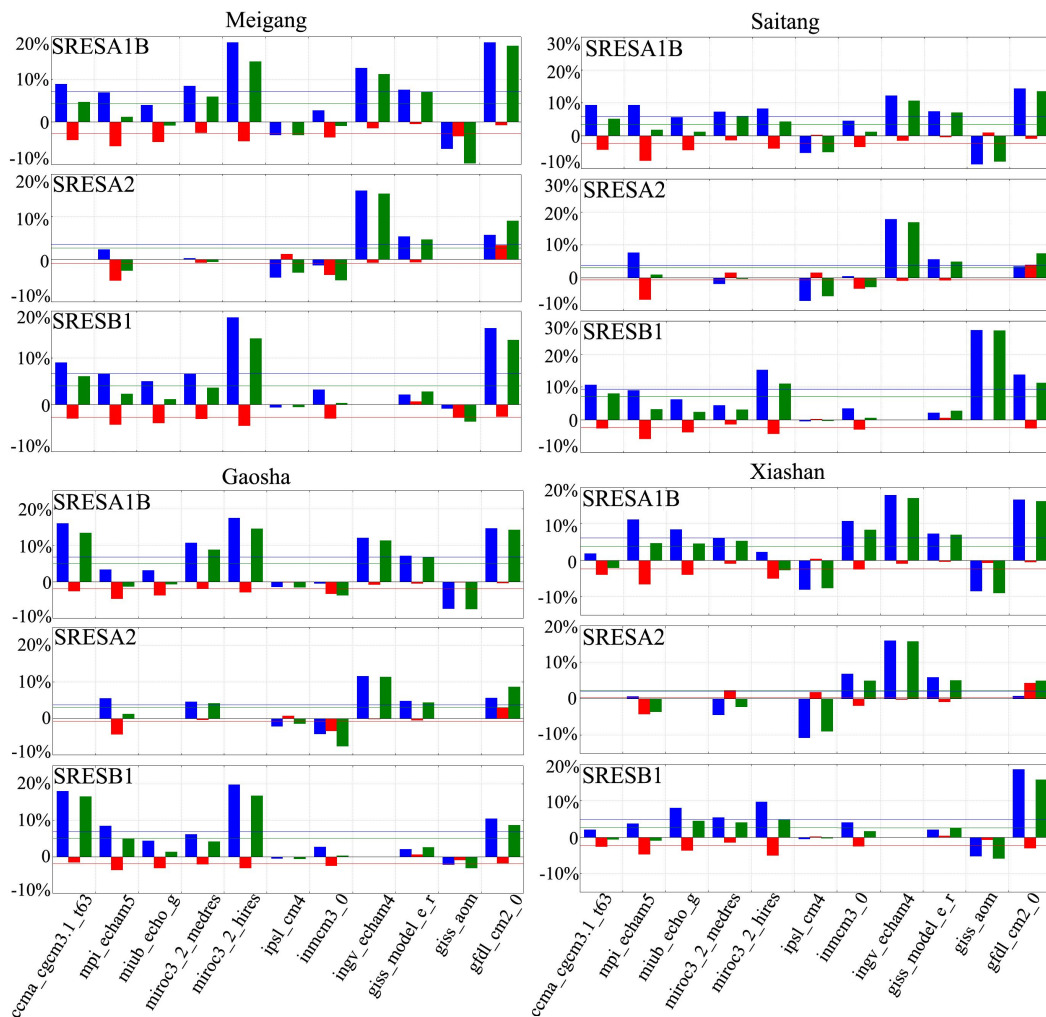 Meigang
SRESA1B
20%
10%
0
-10%
SRESA2
20%
10%
0
-10%
SRESB1
20%
10%
0
-10%
Saitang
SRESA1B
30%
20%
10%
0
-10%
SRESA2
30%
20%
10%
0
-10%
SRESB1
30%
20%
10%
0
-10%
Gaosha
SRESA1B
20%
10%
0
-10%
SRESA2
20%
10%
0
-10%
SRESB1
20%
10%
0
-10%
ccma_cgcm3.1_t63
mpi_echam5
miub_echo_g
miroc3_2_medres
miroc3_2_hires
ipsl_cm4
inmcm3_0
ingv_echam4
giss_model_e_r
giss_aom
gfdl_cm2_0
Xiashan
SRESA1B
20%
10%
0
-10%
SRESA2
20%
10%
0
-10%
SRESB1
20%
10%
0
-10%
ccma_cgcm3.1_t63
mpi_echam5
miub_echo_g
miroc3_2_medres
miroc3_2_hires
ipsl_cm4
inmcm3_0
ingv_echam4
giss_model_e_r
giss_aom
gfdl_cm2_0